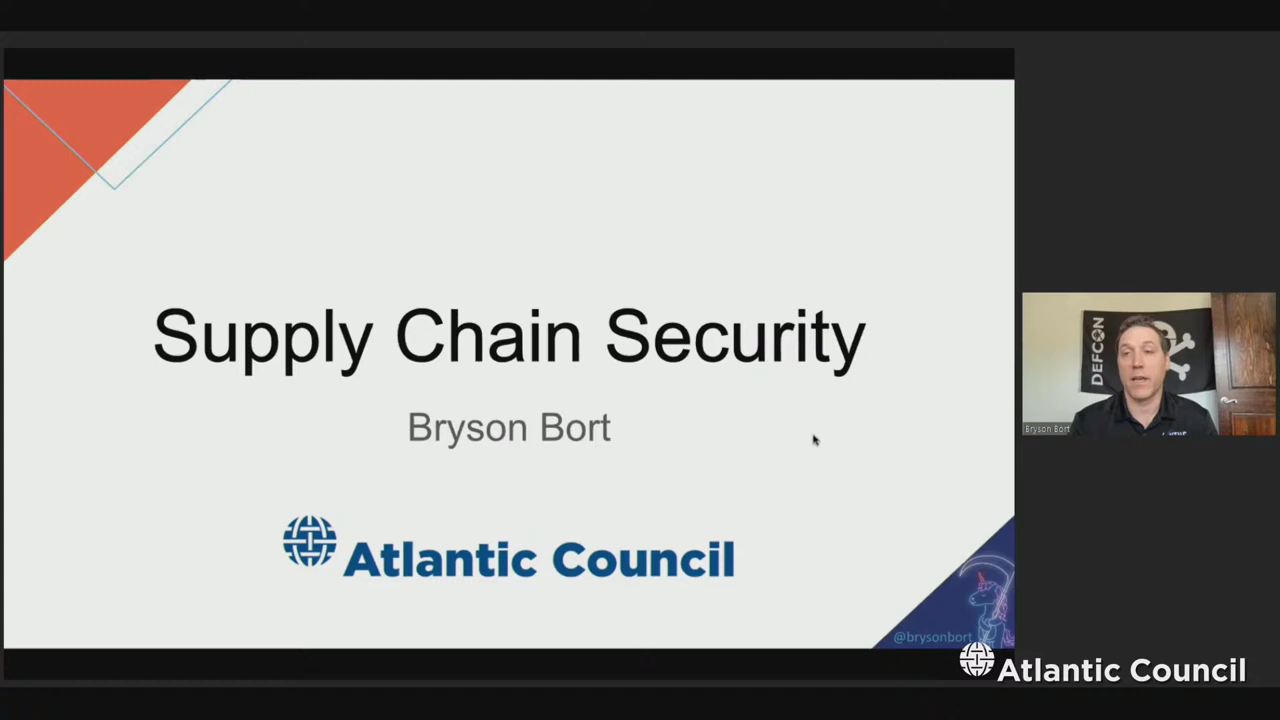 Supply Chain Security
Bryson Bort
Atlantic Council
@brysonbort
DEFCON
Bryson Bort
Atlantic Council